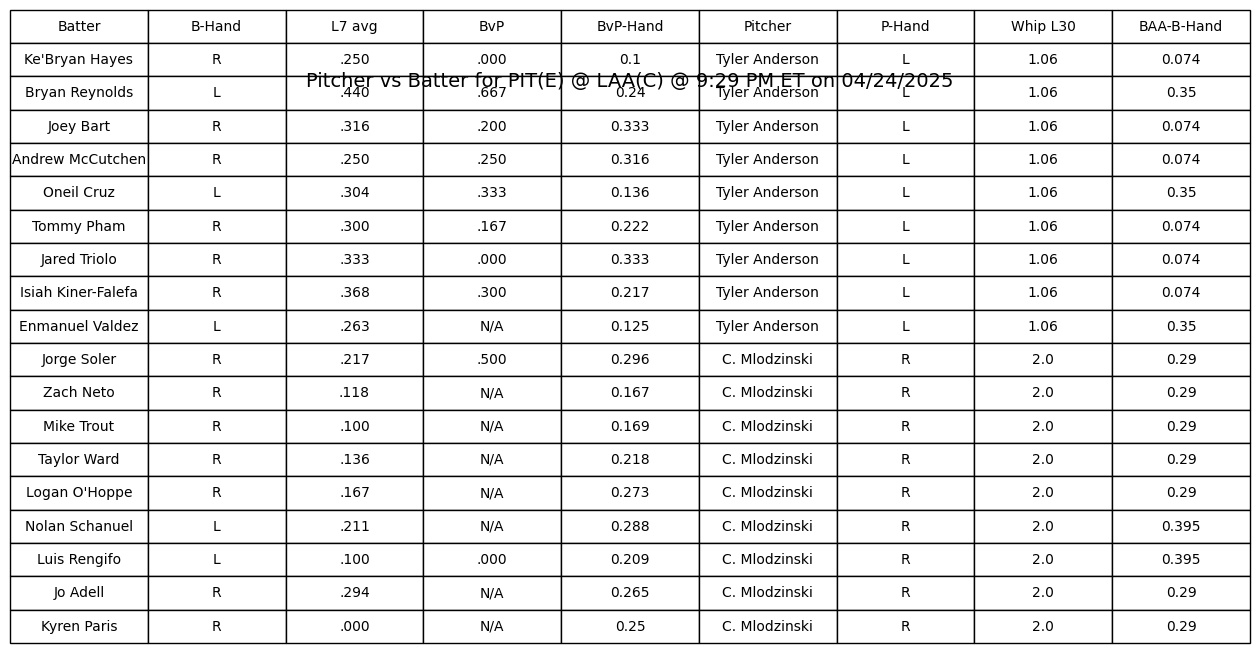 Batter B-Hand L7 avg BvP BvP-Hand Pitcher P-Hand Whip L30 BAA-B-Hand
Ke'Bryan Hayes R .250 .000 0.1 Tyler Anderson L 1.06 0.074
Pitcher vs Batter for PIT(E) @ LAA(C) @ 9:29 PM ET on 04/24/2025
Bryan Reynolds L .440 .667 0.24 Tyler Anderson L 1.06 0.35
Joey Bart R .316 .200 0.333 Tyler Anderson L 1.06 0.074
Andrew McCutchen R .250 .250 0.316 Tyler Anderson L 1.06 0.074
Oneil Cruz L .304 .333 0.136 Tyler Anderson L 1.06 0.35
Tommy Pham R .300 .167 0.222 Tyler Anderson L 1.06 0.074
Jared Triolo R .333 .000 0.333 Tyler Anderson L 1.06 0.074
Isiah Kiner-Falefa R .368 .300 0.217 Tyler Anderson L 1.06 0.074
Enmanuel Valdez L .263 N/A 0.125 Tyler Anderson L 1.06 0.35
Jorge Soler R .217 .500 0.296 C. Mlodzinski R 2.0 0.29
Zach Neto R .118 N/A 0.167 C. Mlodzinski R 2.0 0.29
Mike Trout R .100 N/A 0.169 C. Mlodzinski R 2.0 0.29
Taylor Ward R .136 N/A 0.218 C. Mlodzinski R 2.0 0.29
Logan O'Hoppe R .167 N/A 0.273 C. Mlodzinski R 2.0 0.29
Nolan Schanuel L .211 N/A 0.288 C. Mlodzinski R 2.0 0.395
Luis Rengifo L .100 .000 0.209 C. Mlodzinski R 2.0 0.395
Jo Adell R .294 N/A 0.265 C. Mlodzinski R 2.0 0.29
Kyren Paris R .000 N/A 0.25 C. Mlodzinski R 2.0 0.29